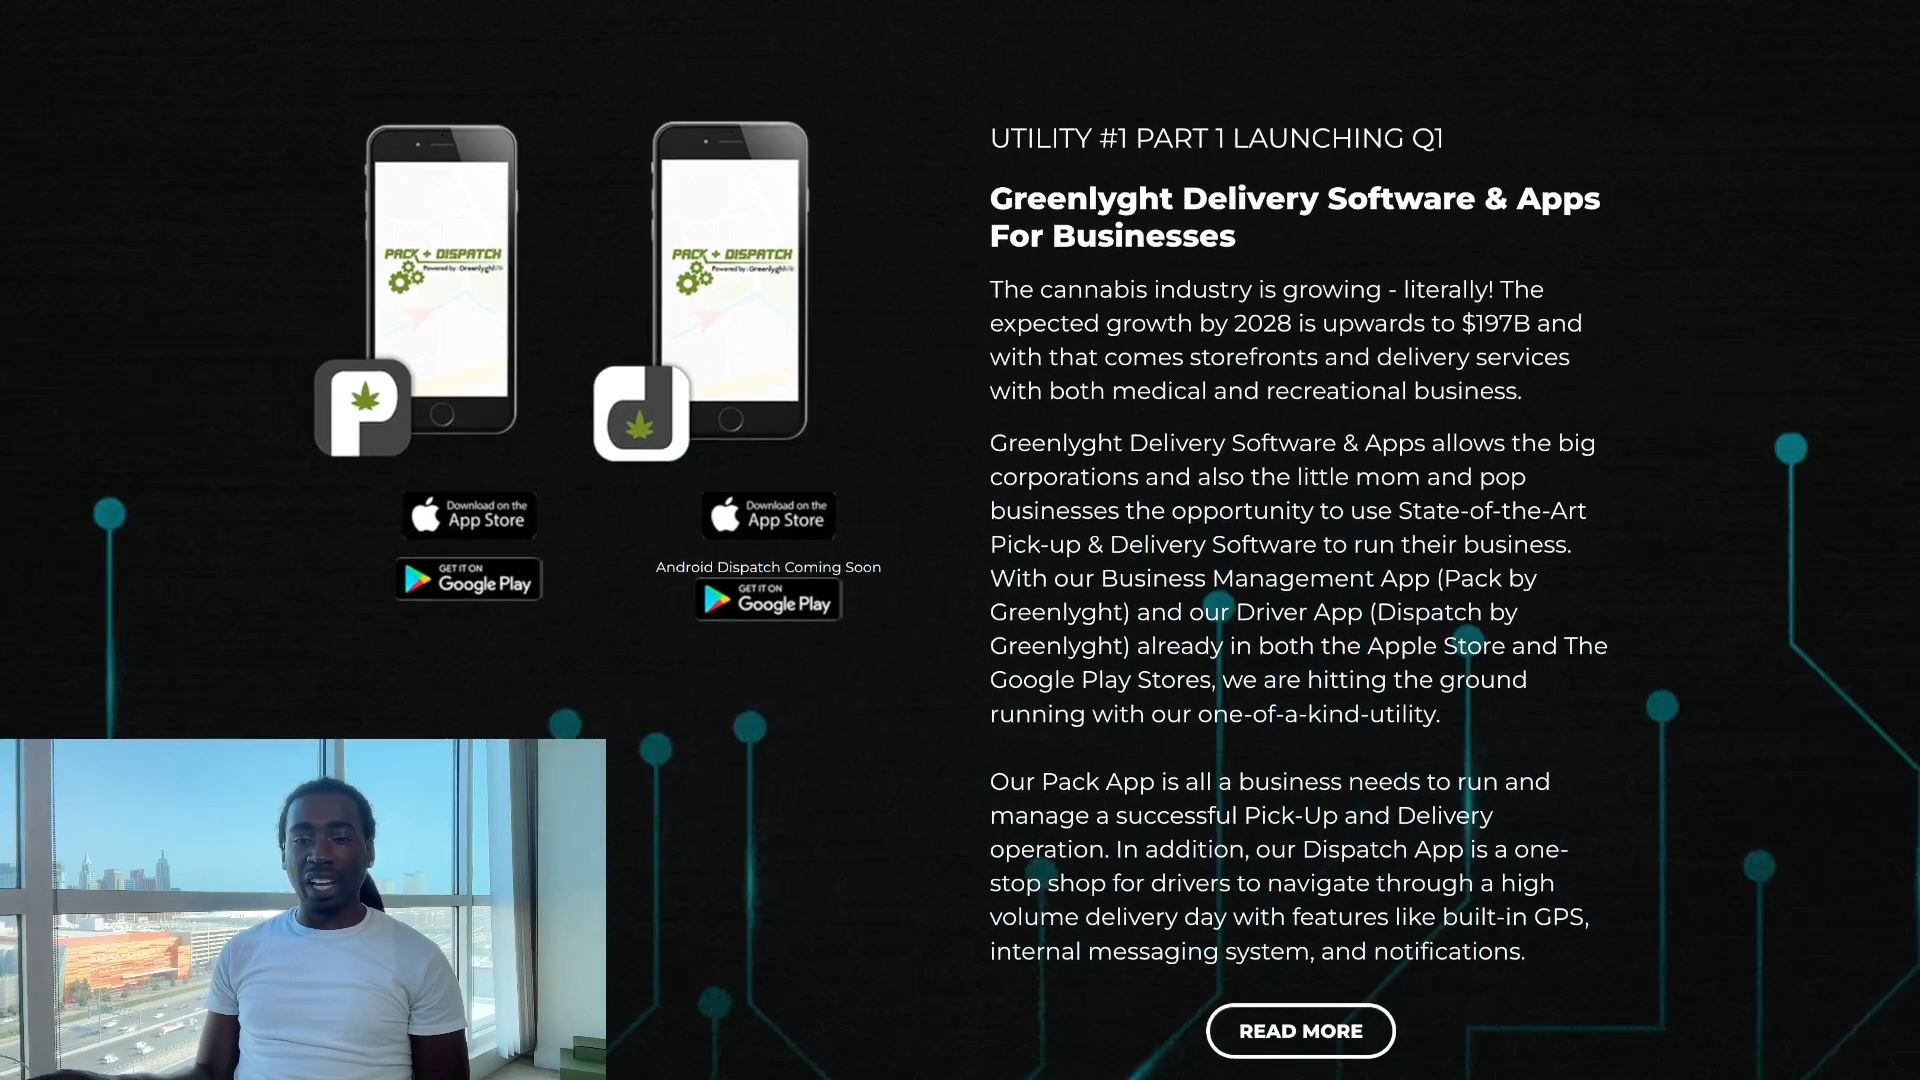 PACK + DISPATCH
Powered by: Greenlyght
PACK + DISPATCH
Powered by: Greenlyght
P
d
Download on the
App Store
GET IT ON
Google Play
Download on the
App Store
Android Dispatch Coming Soon
GET IT ON
Google Play
UTILITY #1 PART 1 LAUNCHING Q1
Greenlyght Delivery Software & Apps
For Businesses
The cannabis industry is growing - literally! The
expected growth by 2028 is upwards to $197B and
with that comes storefronts and delivery services
with both medical and recreational business.
Greenlyght Delivery Software & Apps allows the big
corporations and also the little mom and pop
businesses the opportunity to use State-of-the-Art
Pick-up & Delivery Software to run their business.
With our Business Management App (Pack by
Greenlyght) and our Driver App (Dispatch by
Greenlyght) already in both the Apple Store and The
Google Play Stores, we are hitting the ground
running with our one-of-a-kind-utility.
Our Pack App is all a business needs to run and
manage a successful Pick-Up and Delivery
operation. In addition, our Dispatch App is a one-
stop shop for drivers to navigate through a high
volume delivery day with features like built-in GPS,
internal messaging system, and notifications.
READ MORE